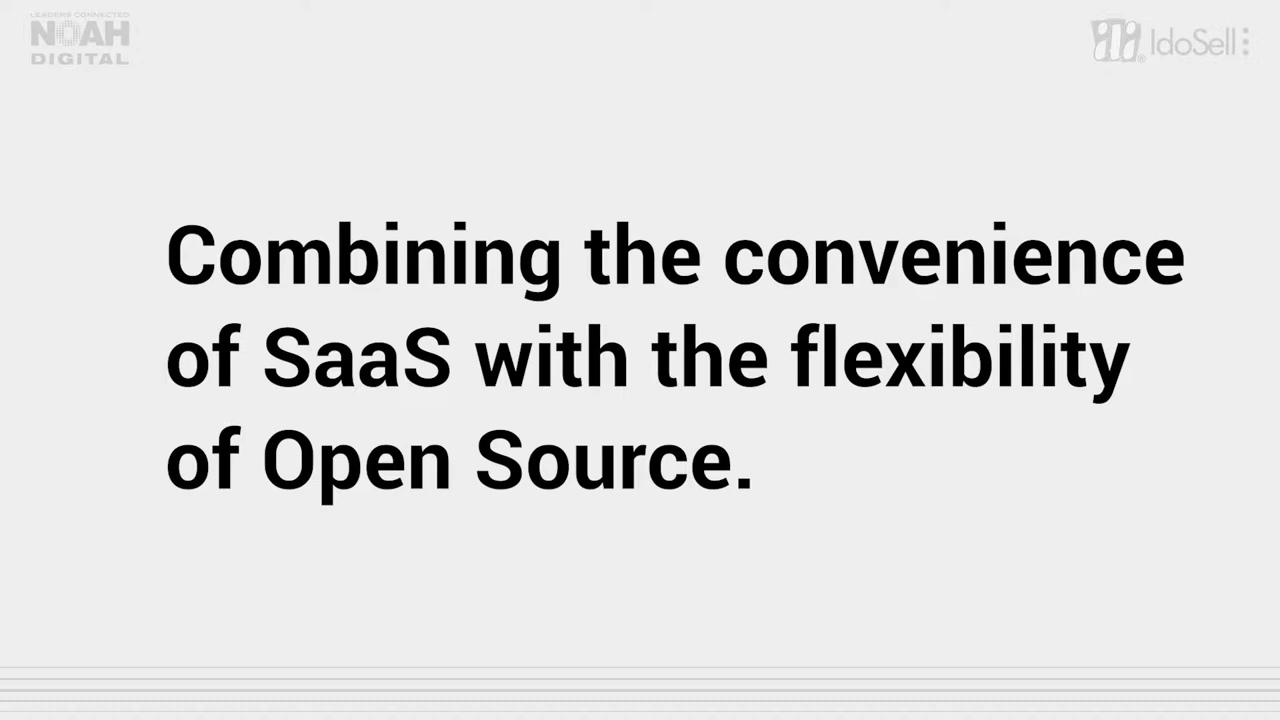 LEADERS CONNECTED
NOAH
DIGITAL
IdoSell
Combining the convenience
of SaaS with the flexibility
of Open Source.